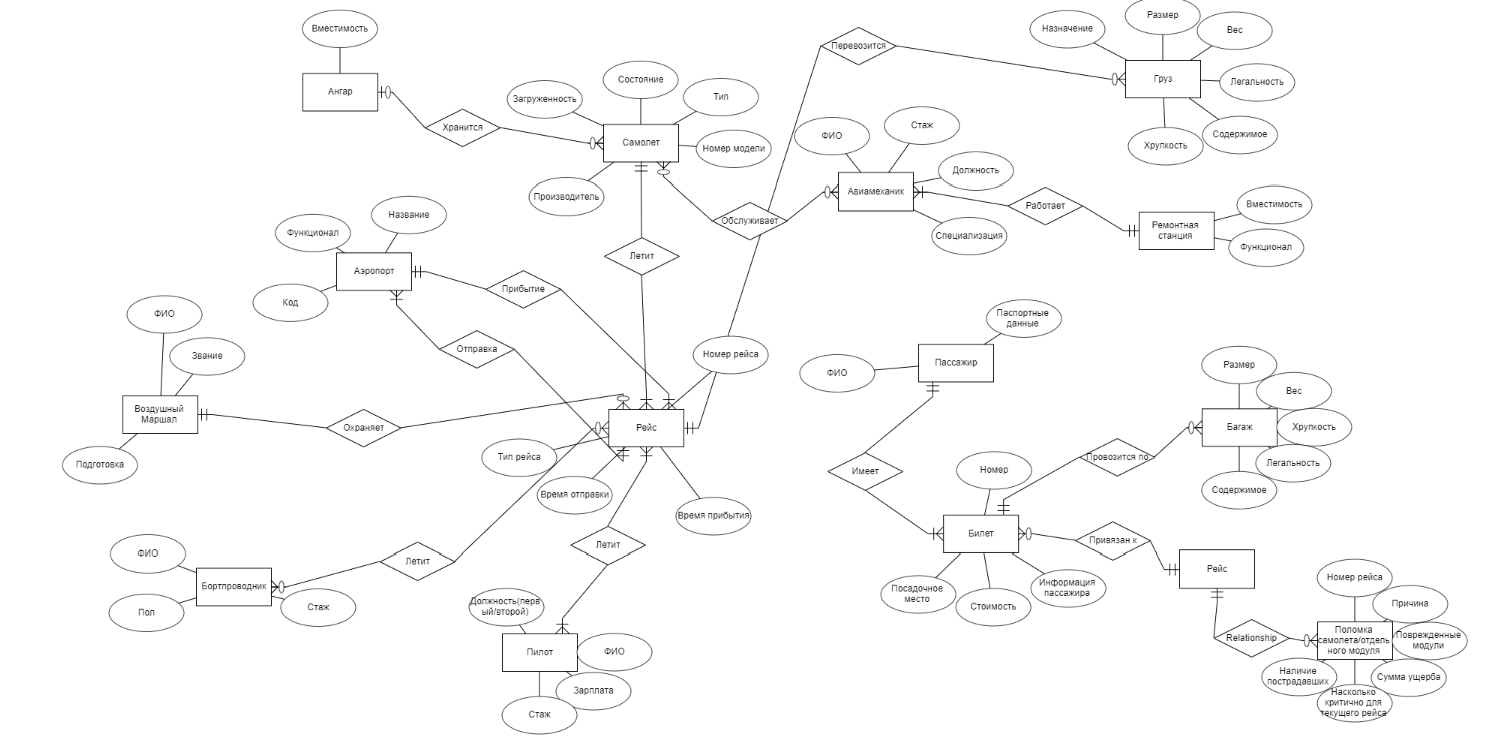 Вместимость
Ангар
Хранится
Загруженность
Состояние
Тип
Самолет
Номер модели
Производитель
Перевозится
Назначение
Размер
Вес
Груз
Легальность
Хрупкость
Содержимое
ФИО
Стаж
Должность
Авиамеханик
Специализация
Обслуживает
Работает
Ремонтная
станция
Вместимость
Функционал
Летит
Функционал
Название
Аэропорт
Код
Прибытие
Отправка
ФИО
Звание
Воздушный
Маршал
Подготовка
Охраняет
Номер рейса
Рейс
Тип рейса
Время отправки
Время прибытия
Паспортные
данные
Пассажир
ФИО
Имеет
Номер
Билет
Посадочное
место
Стоимость
Информация
пассажира
Провозится по
Размер
Вес
Багаж
Хрупкость
Легальность
Содержимое
Привязан к
Рейс
Relationship
Номер рейса
Причина
Поломка
самолета/отдель
ного модуля
Поврежденные
модули
Наличие
пострадавших
Сумма ущерба
Насколько
критично для
текущего рейса
ФИО
Бортпроводник
Пол
Стаж
Летит
Летит
Должность(перв
ый/второй)
Пилот
ФИО
Зарплата
Стаж